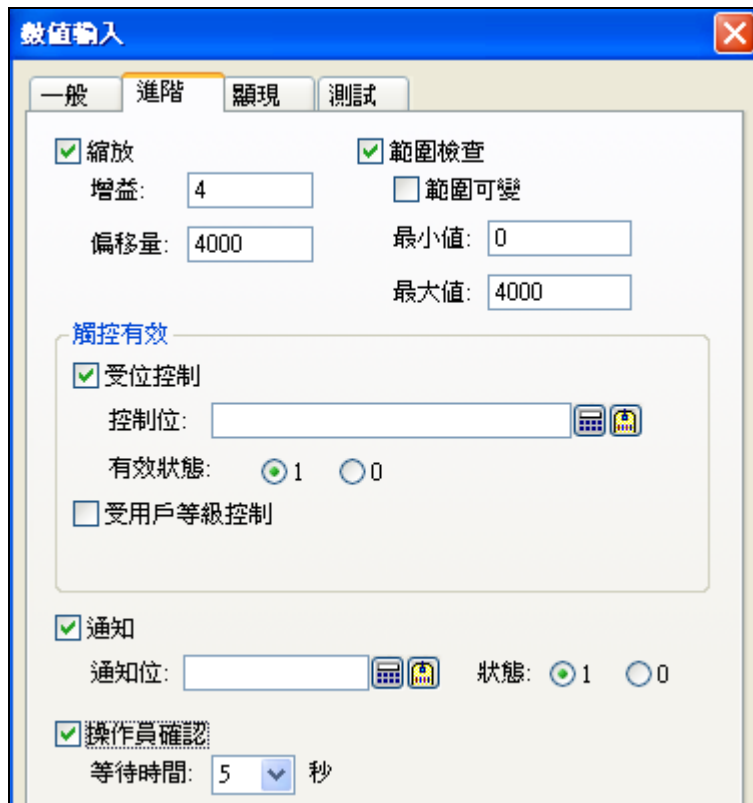 數值輸入
一般 進階 顯現 測試
縮放 範圍檢查
增益: 4 範圍可變
偏移量: 4000 最小值: 0
最大值: 4000
觸控有效
受位控制
控制位:
有效狀態: 1 0
受用戶等級控制
通知
通知位: 狀態: 1 0
操作員確認
等待時間: 5 秒